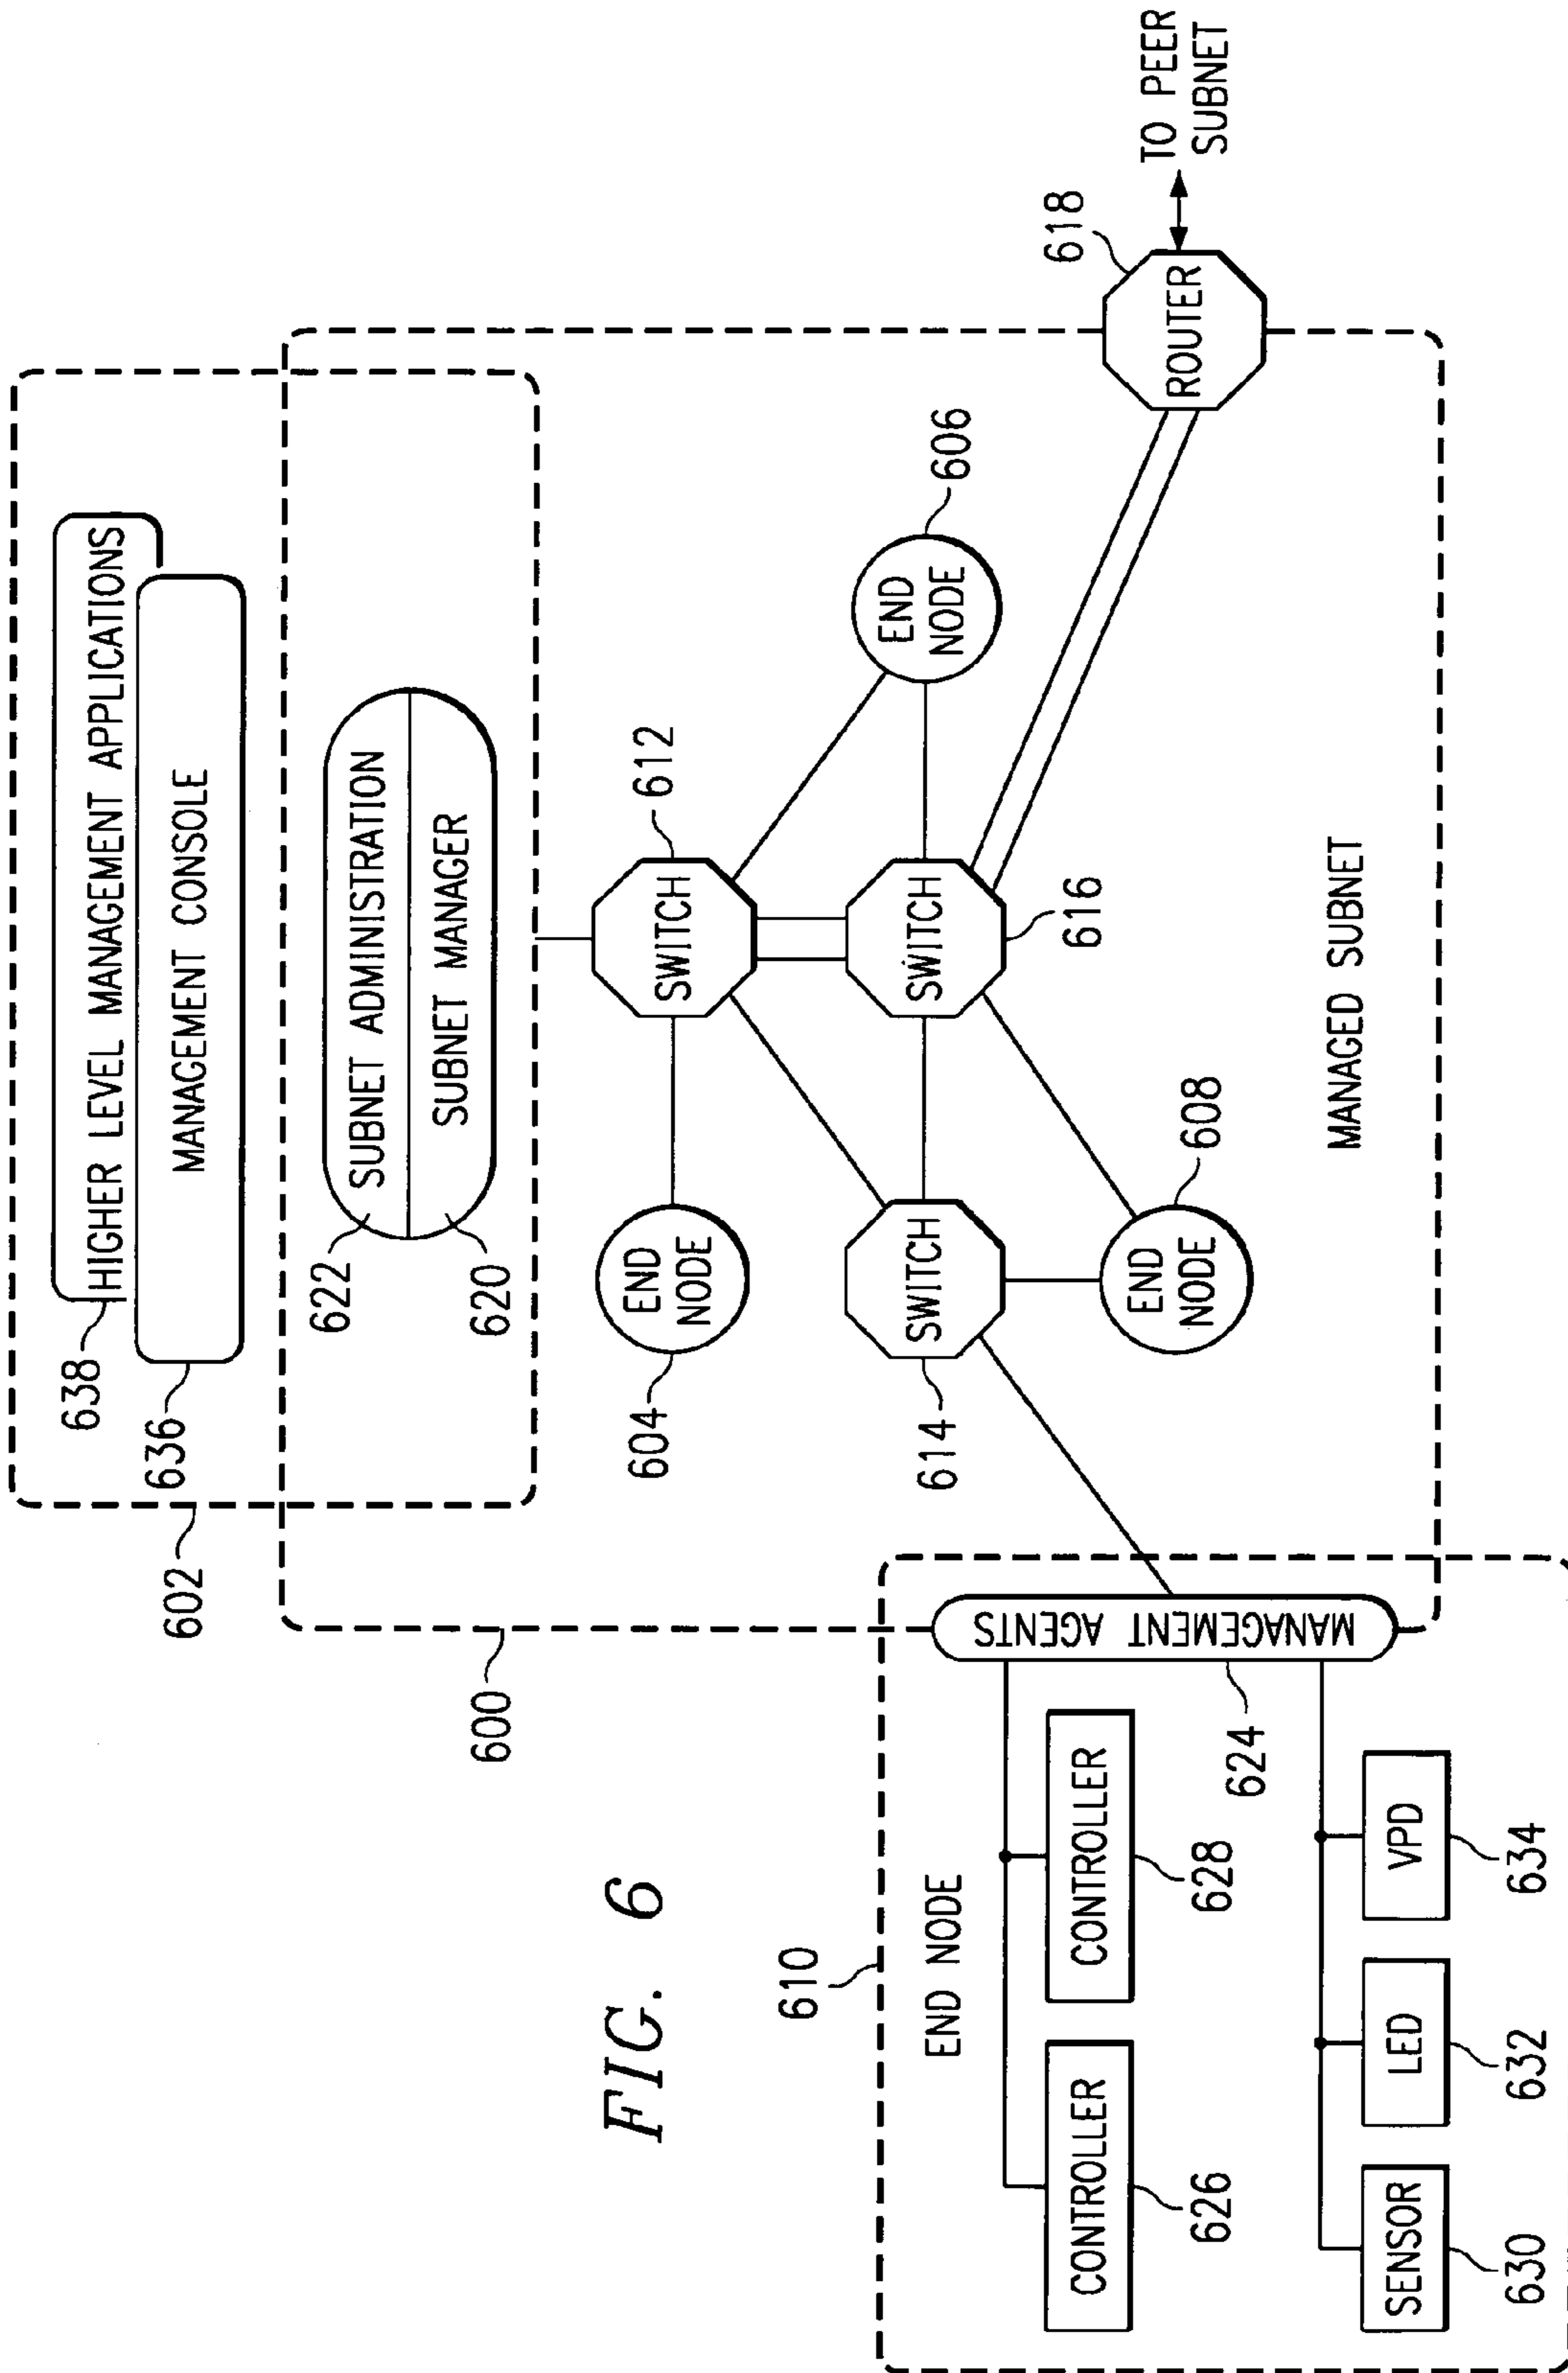 638
HIGHER LEVEL MANAGEMENT APPLICATIONS
636
MANAGEMENT CONSOLE
602
622
SUBNET ADMINISTRATION
620
SUBNET MANAGER
600
604
END
NODE
SWITCH
612
614
SWITCH
SWITCH
616
END
NODE
606
END
NODE
608
ROUTER
618
TO PEER
SUBNET
MANAGED SUBNET
FIG. 6
610
END NODE
MANAGEMENT AGENTS
624
CONTROLLER
626
CONTROLLER
628
SENSOR
630
LED
632
VPD
634